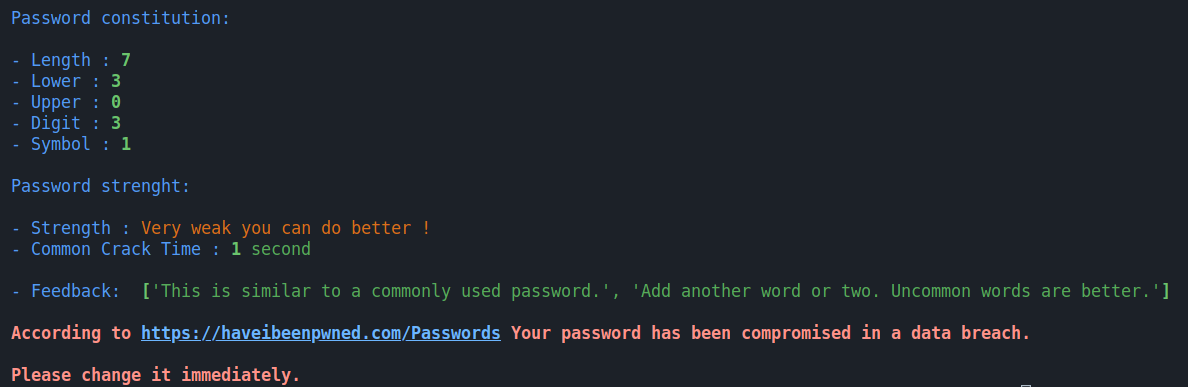 Password constitution:
- Length : 7
- Lower : 3
- Upper : 0
- Digit : 3
- Symbol : 1
Password strenght:
- Strength : Very weak you can do better !
- Common Crack Time : 1 second
- Feedback:  ['This is similar to a commonly used password.', 'Add another word or two. Uncommon words are better.']
According to https://haveibeenpwned.com/Passwords Your password has been compromised in a data breach.
Please change it immediately.